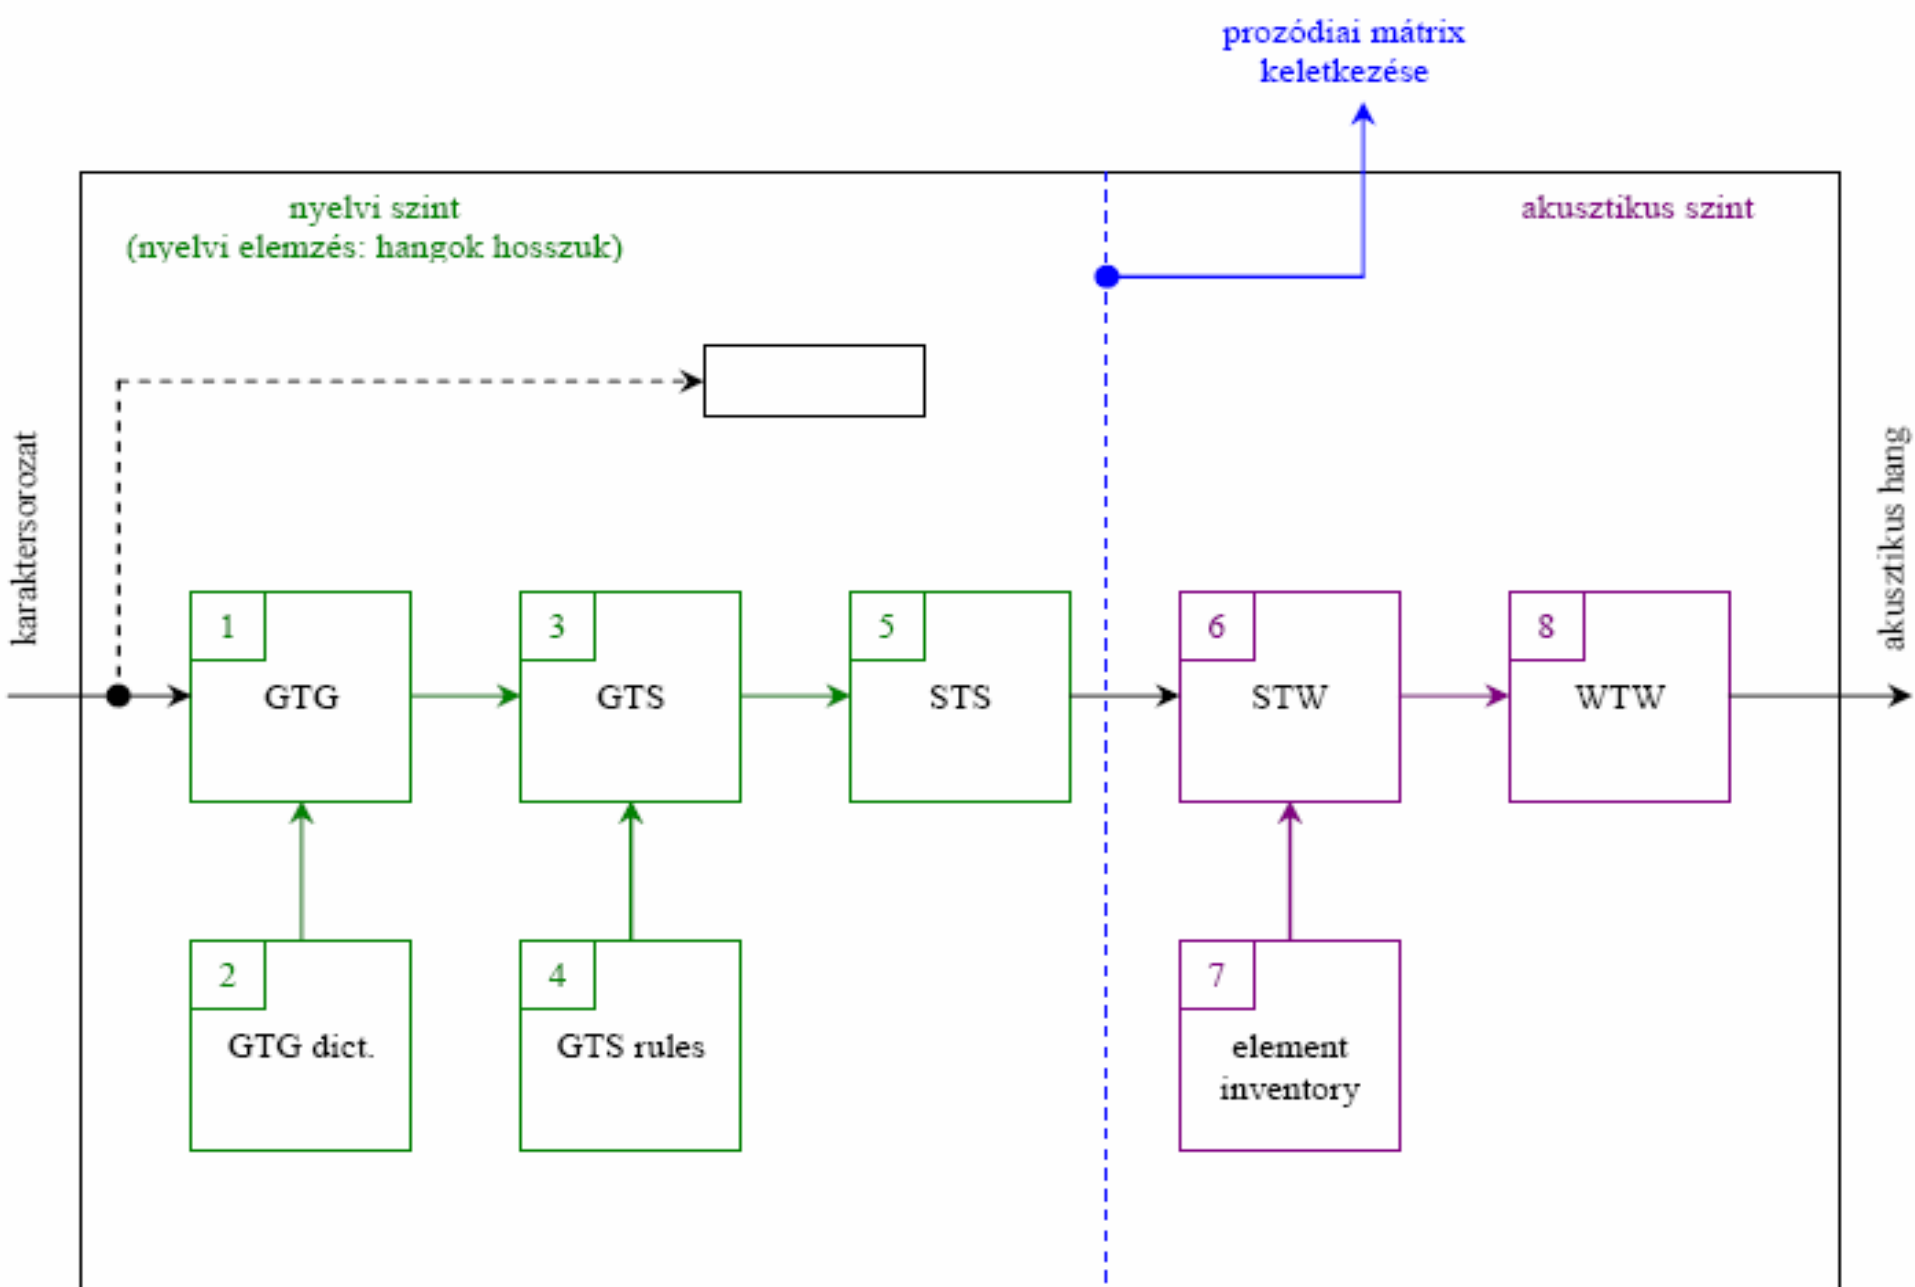 prozódiai mátrix
keletkezése
nyelvi szint
(nyelvi elemzés: hangok hosszuk)
akusztikus szint
karaktersorozat
akusztikus hang
1
GTG
3
GTS
5
STS
6
STW
8
WTW
2
GTG dict.
4
GTS rules
7
element
inventory